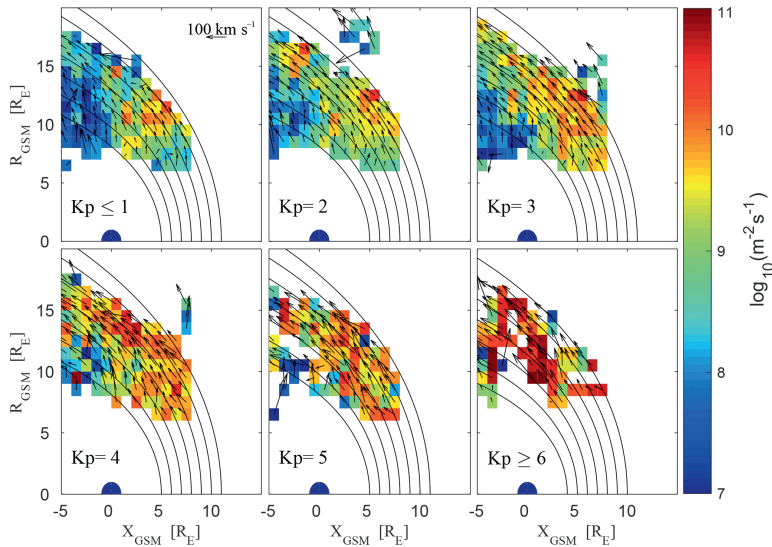 100 km s⁻¹
R_GSM [R_E]
15
10
5
0
Kp ≤ 1
Kp= 2
Kp= 3
R_GSM [R_E]
15
10
5
0
Kp= 4
Kp= 5
Kp ≥ 6
-5 0 5 10
-5 0 5 10
-5 0 5 10 15
X_GSM [R_E]
X_GSM [R_E]
X_GSM [R_E]
11
10
9
8
7
log₁₀(m⁻² s⁻¹)